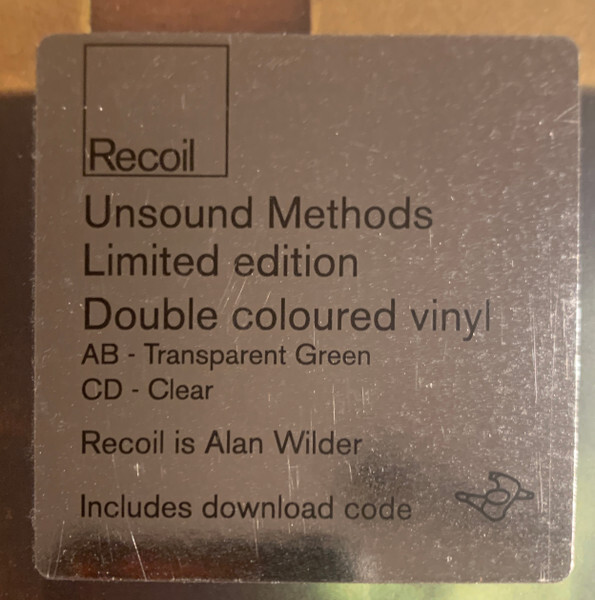 Recoil
Unsound Methods
Limited edition
Double coloured vinyl
AB - Transparent Green
CD - Clear
Recoil is Alan Wilder
Includes download code